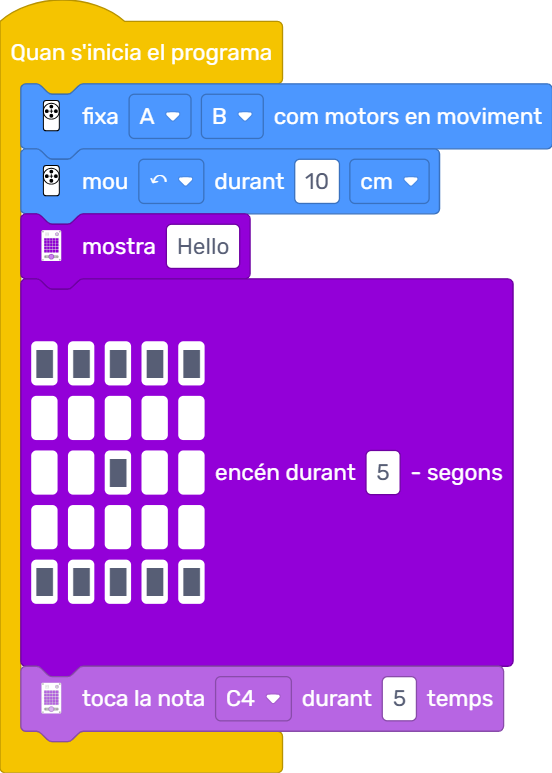 Quan s'inicia el programa
fixa A B com motors en moviment
mou durant 10 cm
mostra Hello
encén durant 5 - segons
toca la nota C4 durant 5 temps